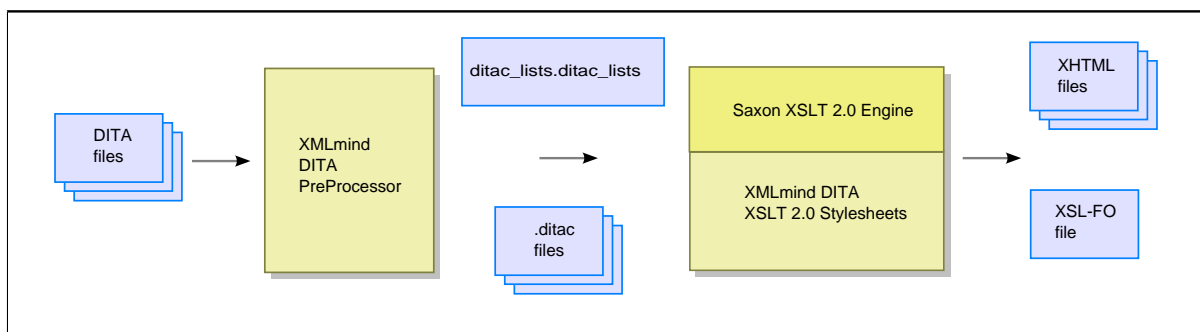 DITA
files
XMLmind
DITA
PreProcessor
ditac_lists.ditac_lists
.ditac
files
Saxon XSLT 2.0 Engine
XMLmind DITA
XSLT 2.0 Stylesheets
XHTML
files
XSL-FO
file